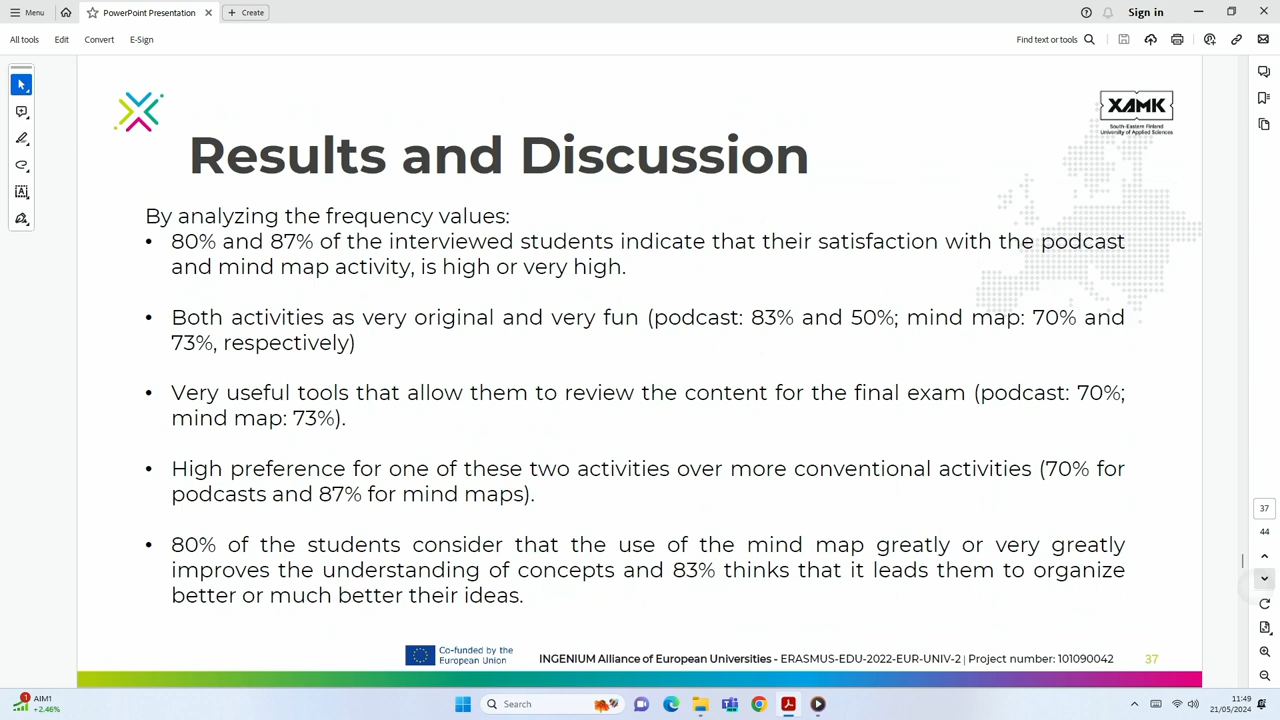 Menu
PowerPoint Presentation
Create
Sign in
All tools
Edit
Convert
E-Sign
Find text or tools
XAMK
South-Eastern Finland
University of Applied Sciences
Results and Discussion
By analyzing the frequency values:
• 80% and 87% of the interviewed students indicate that their satisfaction with the podcast
and mind map activity, is high or very high.
• Both activities as very original and very fun (podcast: 83% and 50%; mind map: 70% and
73%, respectively)
• Very useful tools that allow them to review the content for the final exam (podcast: 70%;
mind map: 73%).
• High preference for one of these two activities over more conventional activities (70% for
podcasts and 87% for mind maps).
• 80% of the students consider that the use of the mind map greatly or very greatly
improves the understanding of concepts and 83% thinks that it leads them to organize
better or much better their ideas.
37
44
Co-funded by the
European Union
INGENIUM Alliance of European Universities - ERASMUS-EDU-2022-EUR-UNIV-2 | Project number: 101090042
37
1
AIM1
+2.46%
Search
11:49
21/05/2024